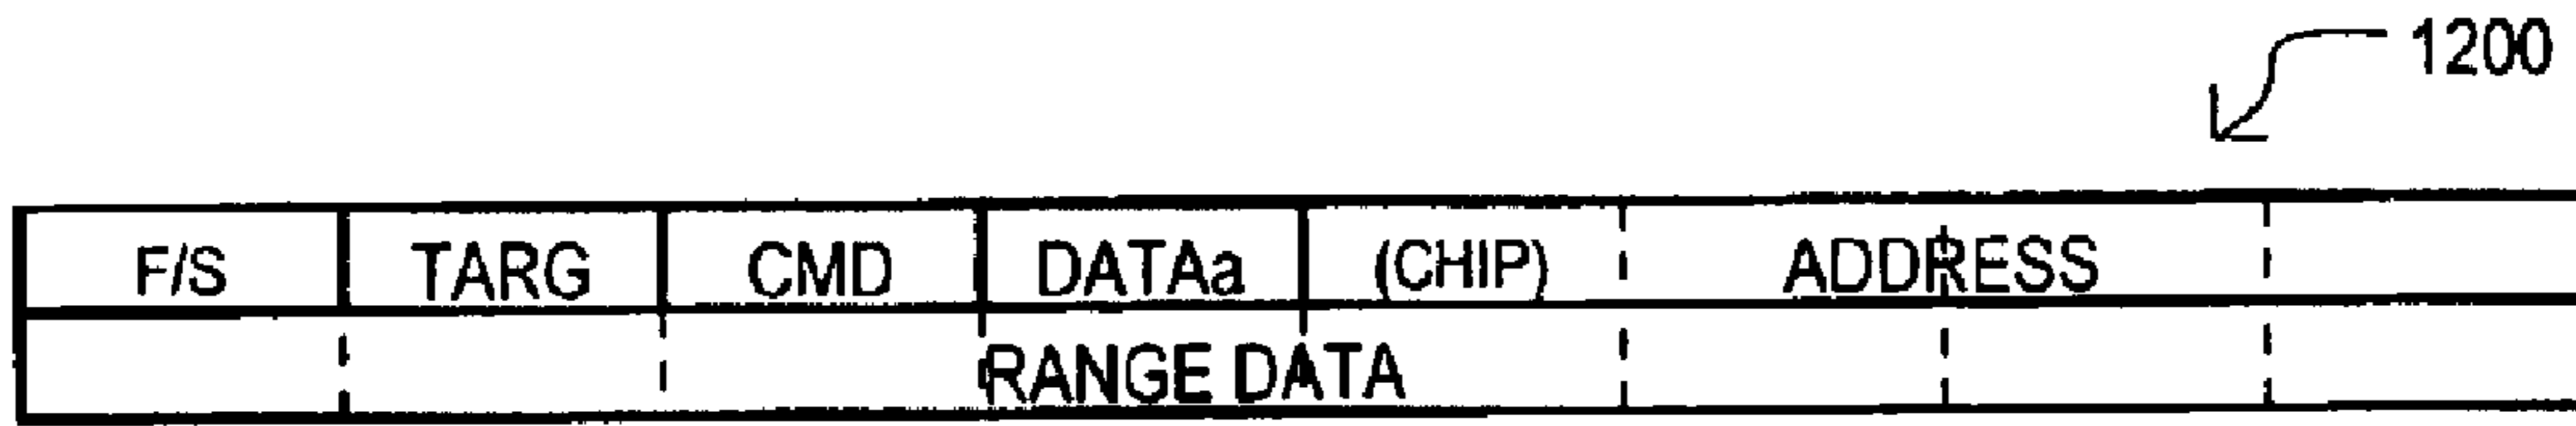 1200
F/S TARG CMD DATAa (CHIP) ADDRESS
RANGE DATA